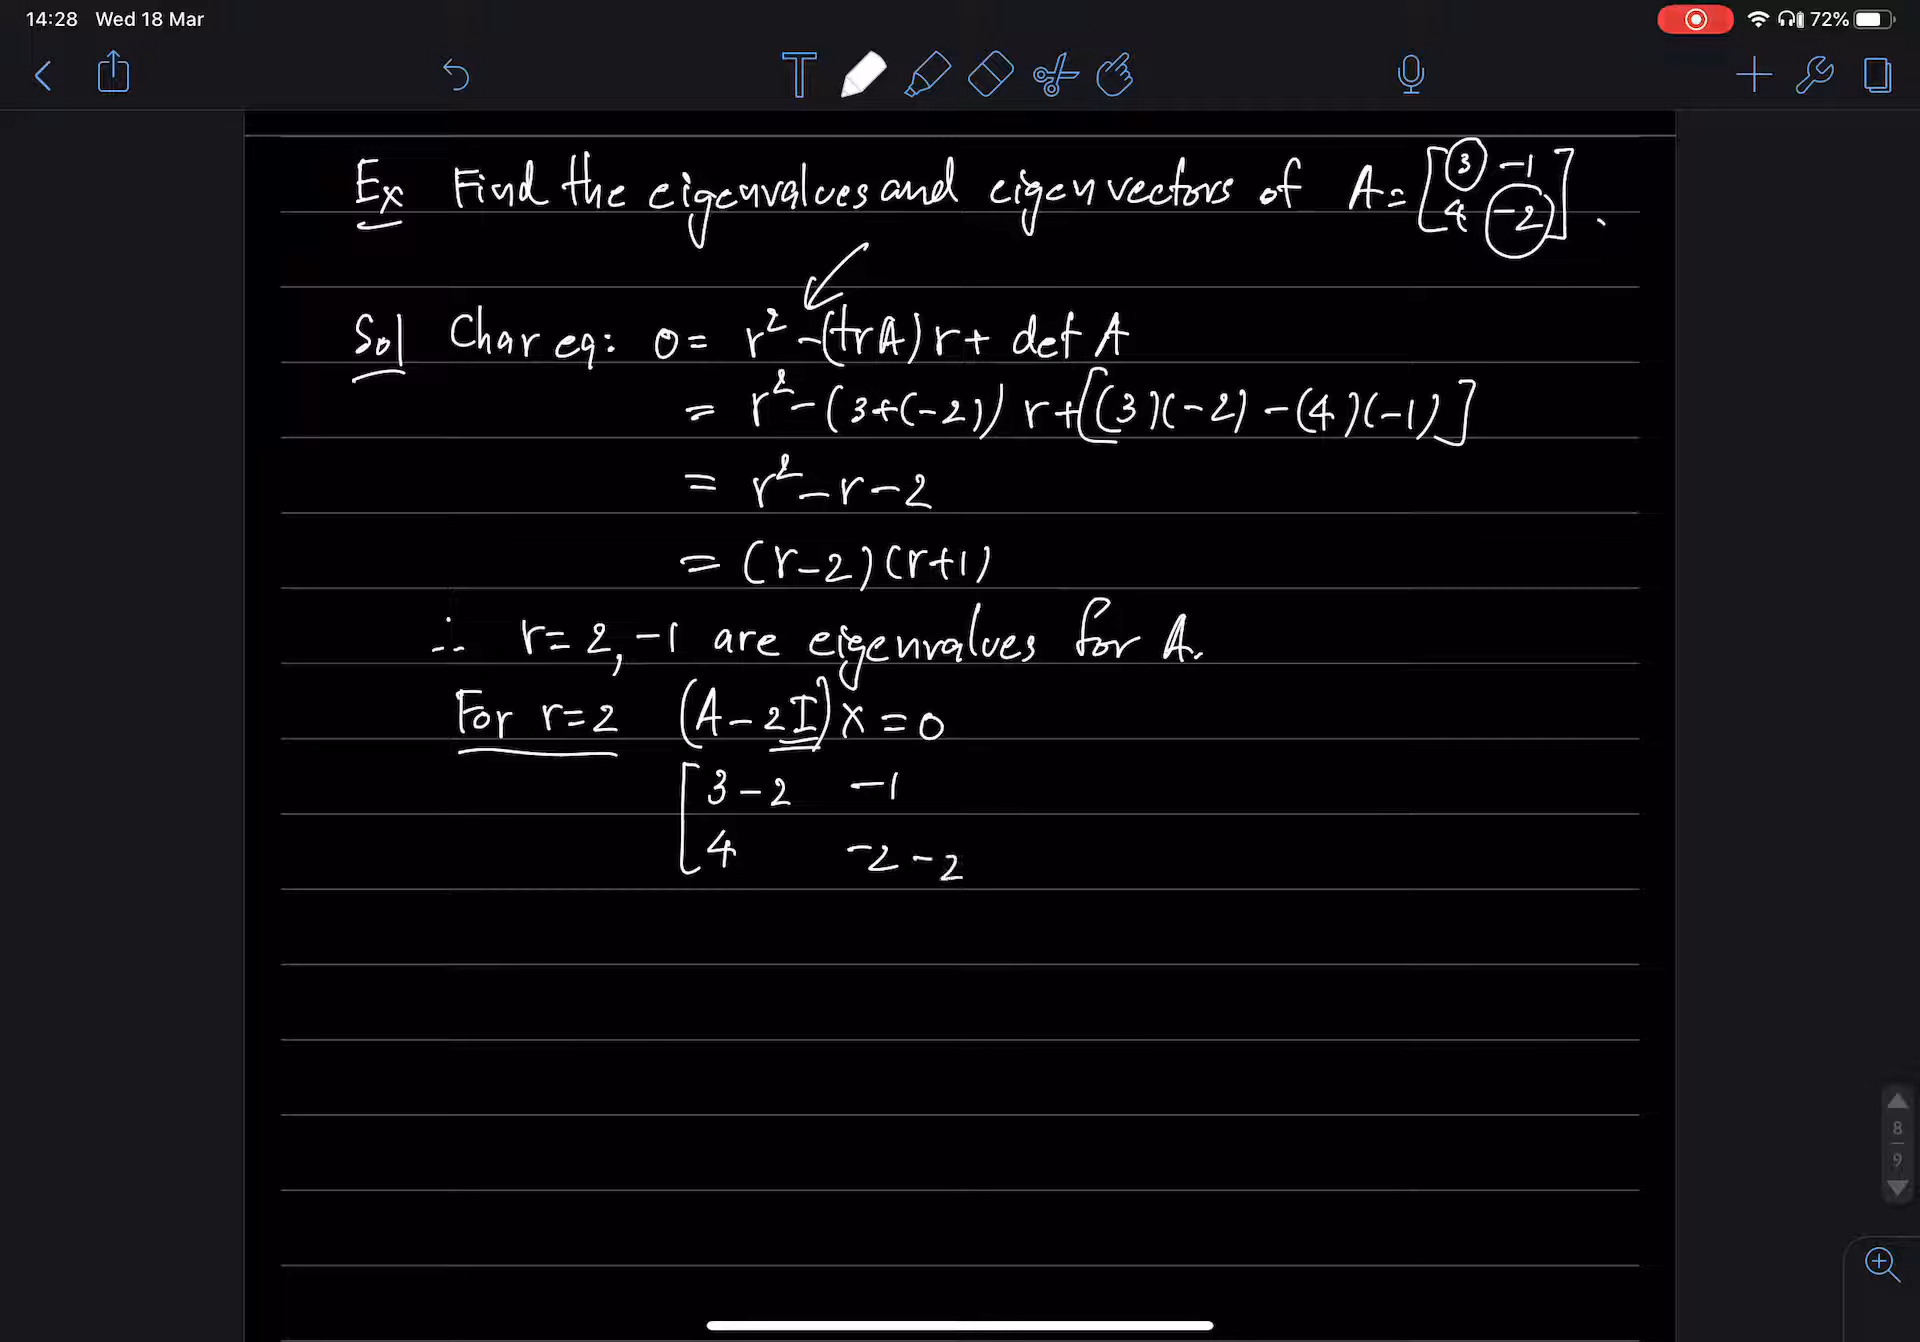 14:28 Wed 18 Mar
72%
T
Ex Find the eigenvalues and eigenvectors of A = [3 -1
4 -2].
Sol Char eq: 0 = r² - (tr A) r + det A
= r² - (3+(-2)) r + [(3)(-2) - (4)(-1)]
= r² - r - 2
= (r-2)(r+1)
∴ r = 2, -1 are eigenvalues for A.
For r=2 (A - 2I) x = 0
[3-2 -1
4 -2-2
8
9